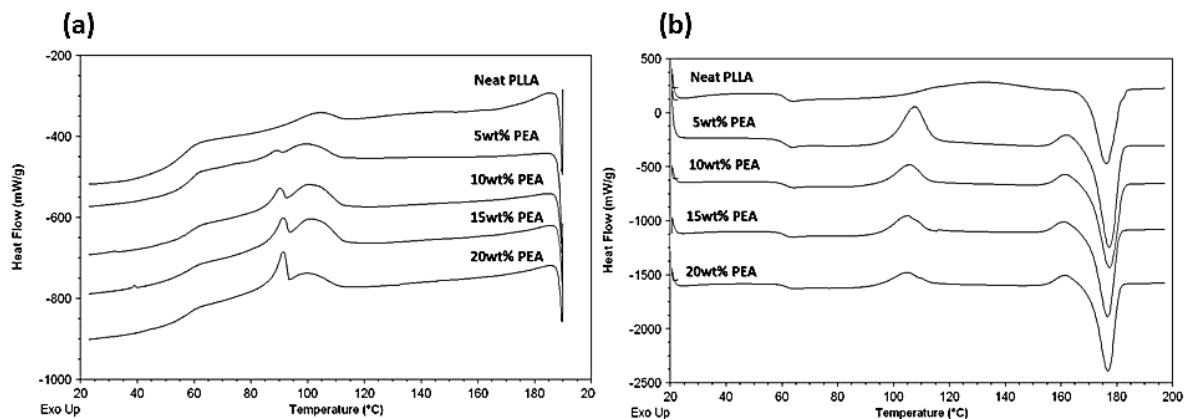 (a)
-200
-400
-600
-800
-1000
Heat Flow (mW/g)
Neat PLLA
5wt% PEA
10wt% PEA
15wt% PEA
20wt% PEA
20
40
60
80
100
120
140
160
180
20
Exo Up
Temperature (°C)
(b)
500
0
-500
-1000
-1500
-2000
-2500
Heat Flow (mW/g)
Neat PLLA
5wt% PEA
10wt% PEA
15wt% PEA
20wt% PEA
20
40
60
80
100
120
140
160
180
200
Exo Up
Temperature (°C)